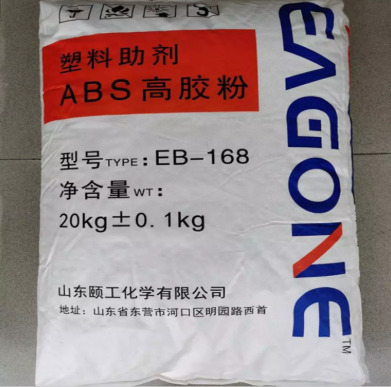 塑料助剂
ABS高胶粉
型号TYPE：EB-168
净含量WT：
20kg±0.1kg
山东颐工化学有限公司
地址：山东省东营市河口区明园路西首
EAGONE™